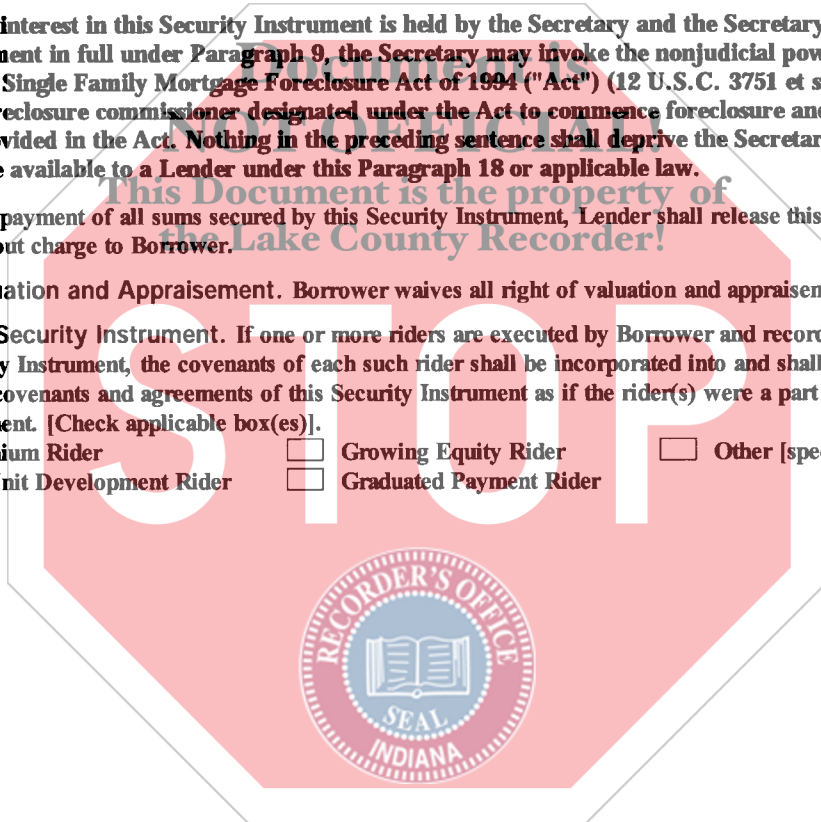 interest in this Security Instrument is held by the Secretary and the Secretary
ment in full under Paragraph 9, the Secretary may invoke the nonjudicial pow
Single Family Mortgage Foreclosure Act of 1994 ("Act") (12 U.S.C. 3751 et s
reclosure commissioner designated under the Act to commence foreclosure and
vided in the Act. Nothing in the preceding sentence shall deprive the Secretar
e available to a Lender under this Paragraph 18 or applicable law.
payment of all sums secured by this Security Instrument, Lender shall release this
out charge to Borrower.
uation and Appraisement. Borrower waives all right of valuation and appraisem
Security Instrument. If one or more riders are executed by Borrower and record
y Instrument, the covenants of each such rider shall be incorporated into and shall
covenants and agreements of this Security Instrument as if the rider(s) were a part
ent. [Check applicable box(es)].
nium Rider Growing Equity Rider Other [spe
Unit Development Rider Graduated Payment Rider
Document is
NOT OFFICIAL!
This Document is the property of
the Lake County Recorder!
STOP
RECORDER'S OFFICE
SEAL
INDIANA